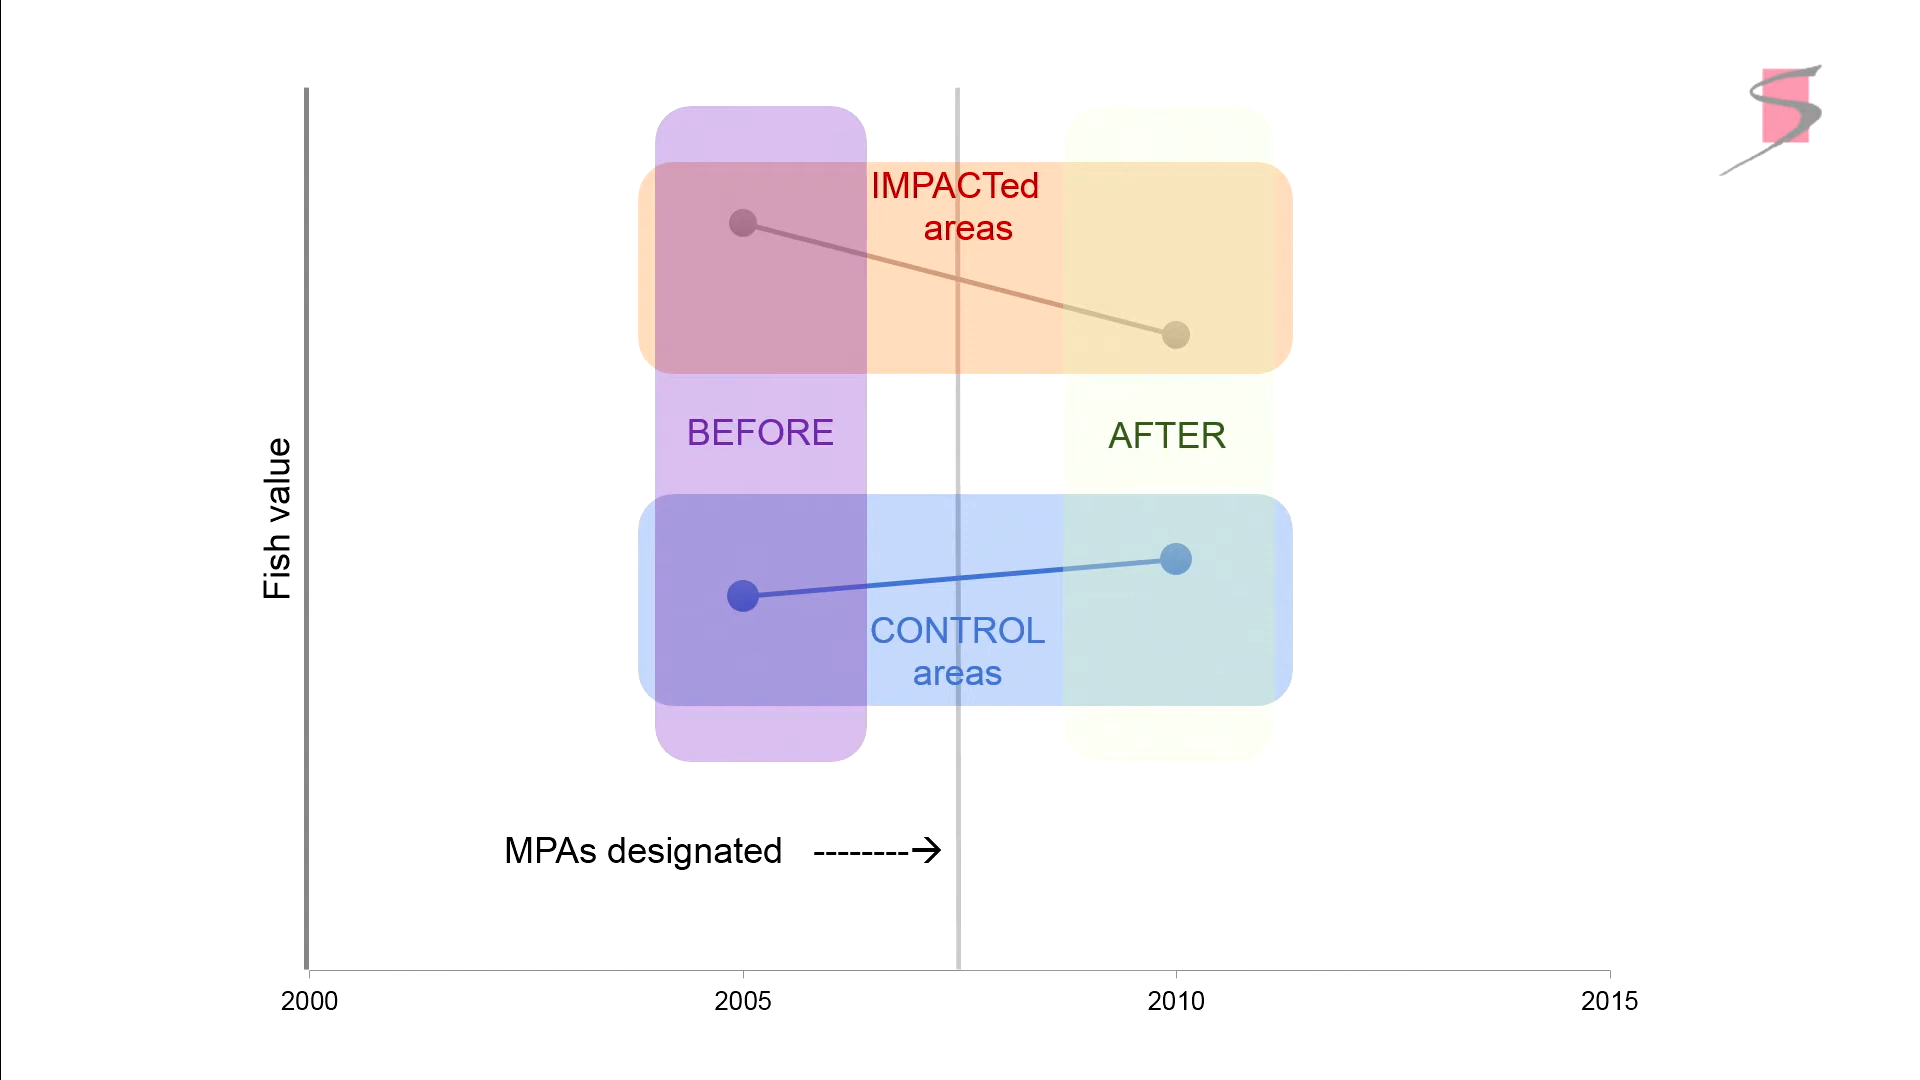 IMPACTed
areas
BEFORE
AFTER
Fish value
CONTROL
areas
MPAs designated --------→
2000
2005
2010
2015